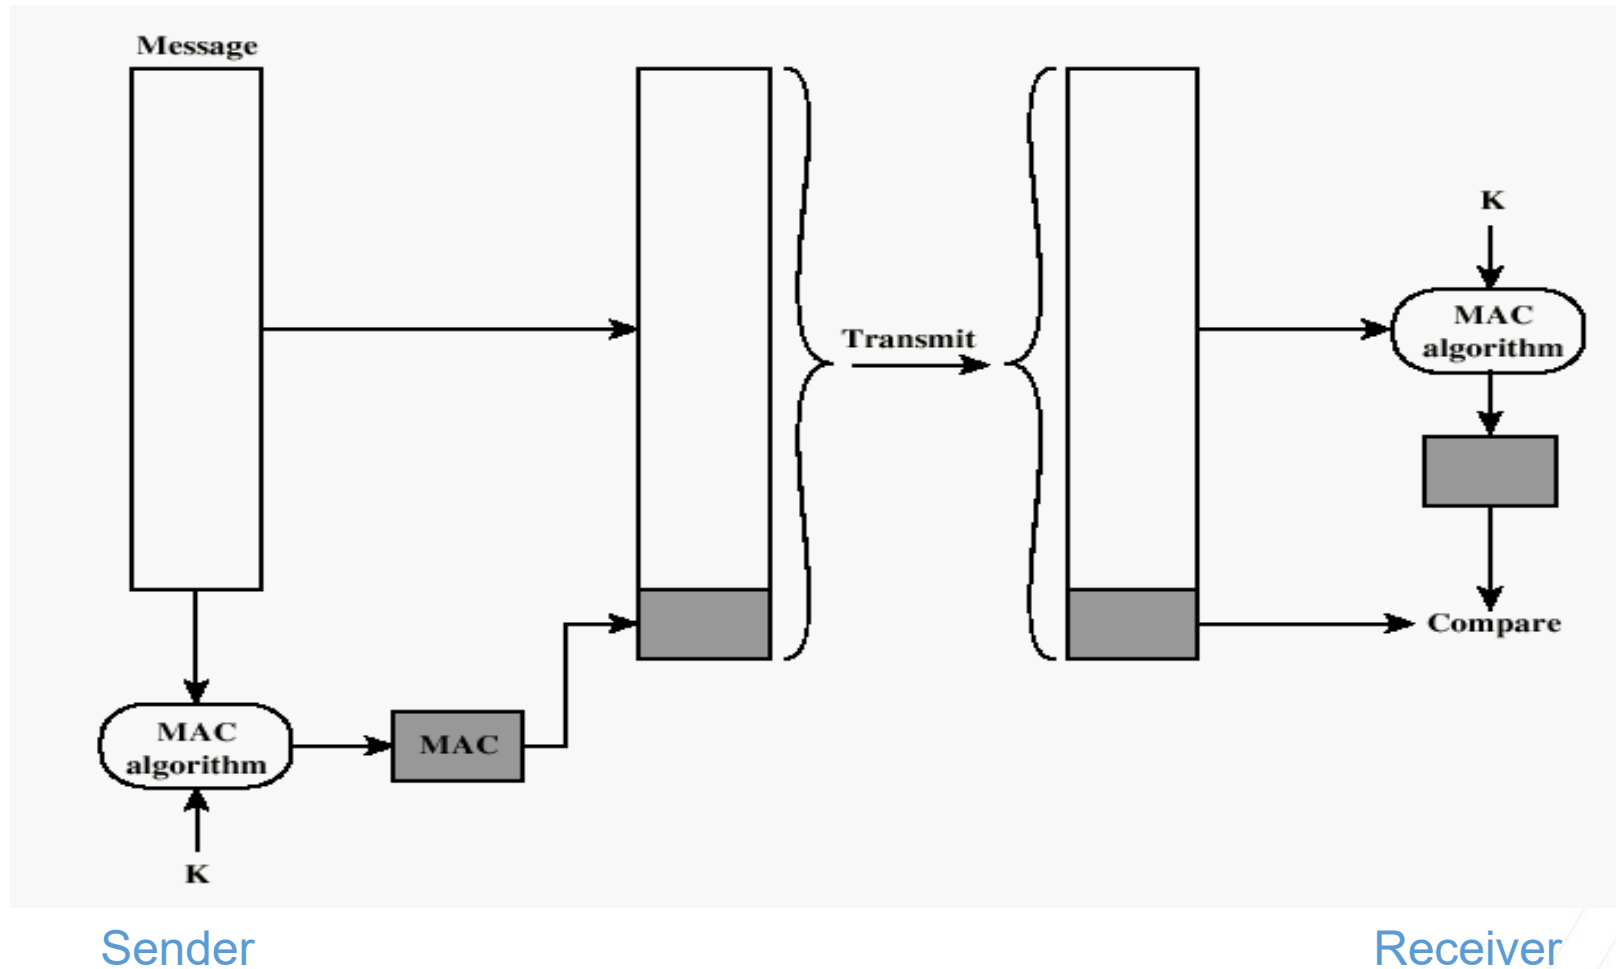 Message
K
Transmit
MAC
algorithm
Compare
MAC
algorithm
MAC
K
Sender
Receiver